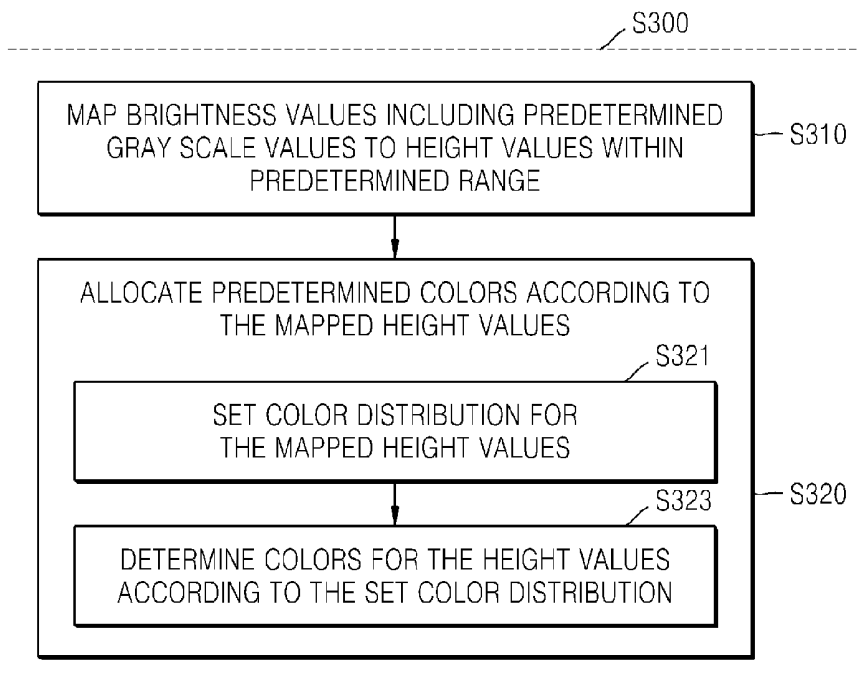 S300
MAP BRIGHTNESS VALUES INCLUDING PREDETERMINED
GRAY SCALE VALUES TO HEIGHT VALUES WITHIN
PREDETERMINED RANGE
S310
ALLOCATE PREDETERMINED COLORS ACCORDING TO
THE MAPPED HEIGHT VALUES
S321
SET COLOR DISTRIBUTION FOR
THE MAPPED HEIGHT VALUES
S320
S323
DETERMINE COLORS FOR THE HEIGHT VALUES
ACCORDING TO THE SET COLOR DISTRIBUTION